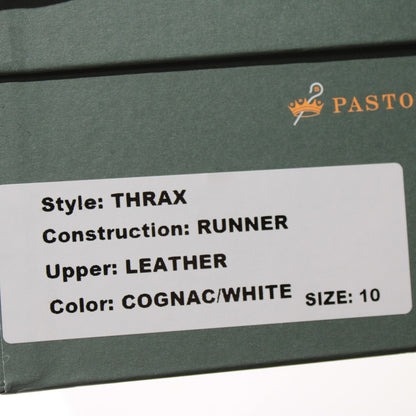 PASTO
Style: THRAX
Construction: RUNNER
Upper: LEATHER
Color: COGNAC/WHITE SIZE: 10